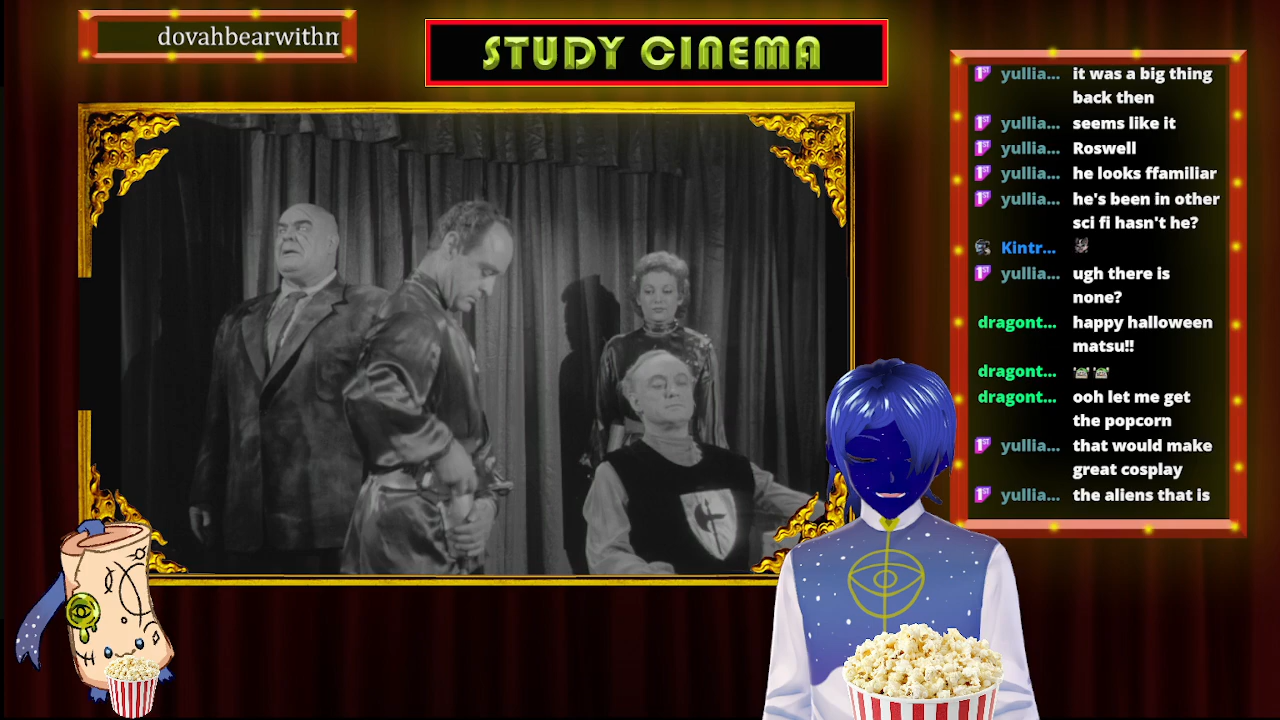 dovahbearwithm
STUDY CINEMA
yullia... it was a big thing
back then
yullia... seems like it
yullia... Roswell
yullia... he looks ffamiliar
yullia... he's been in other
sci fi hasn't he?
Kintr...
yullia... ugh there is
none?
dragont... happy halloween
matsu!!
dragont...
dragont... ooh let me get
the popcorn
yullia... that would make
great cosplay
yullia... the aliens that is